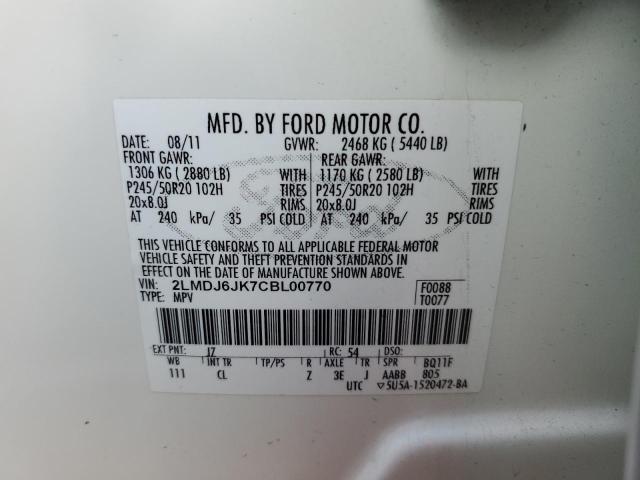 MFD. BY FORD MOTOR CO.
DATE: 08/11 GVWR: 2468 KG ( 5440 LB)
FRONT GAWR: REAR GAWR:
1306 KG ( 2880 LB) WITH 1170 KG ( 2580 LB) WITH
P245/50R20 102H TIRES P245/50R20 102H TIRES
20x8.0J RIMS 20x8.0J RIMS
AT 240 kPa/ 35 PSI COLD AT 240 kPa/ 35 PSI COLD
THIS VEHICLE CONFORMS TO ALL APPLICABLE FEDERAL MOTOR
VEHICLE SAFETY AND THEFT PREVENTION STANDARDS IN
EFFECT ON THE DATE OF MANUFACTURE SHOWN ABOVE.
VIN: 2LMDJ6JK7CBL00770 F0088
TYPE: MPV T0077
EXT PNT: JZ RC: 54 DSO:
WB INT TR TP/PS R AXLE TR SPR BQ11F
111 CL Z 3E J AABB 805
UTC ▽5U5A-1520472-BA